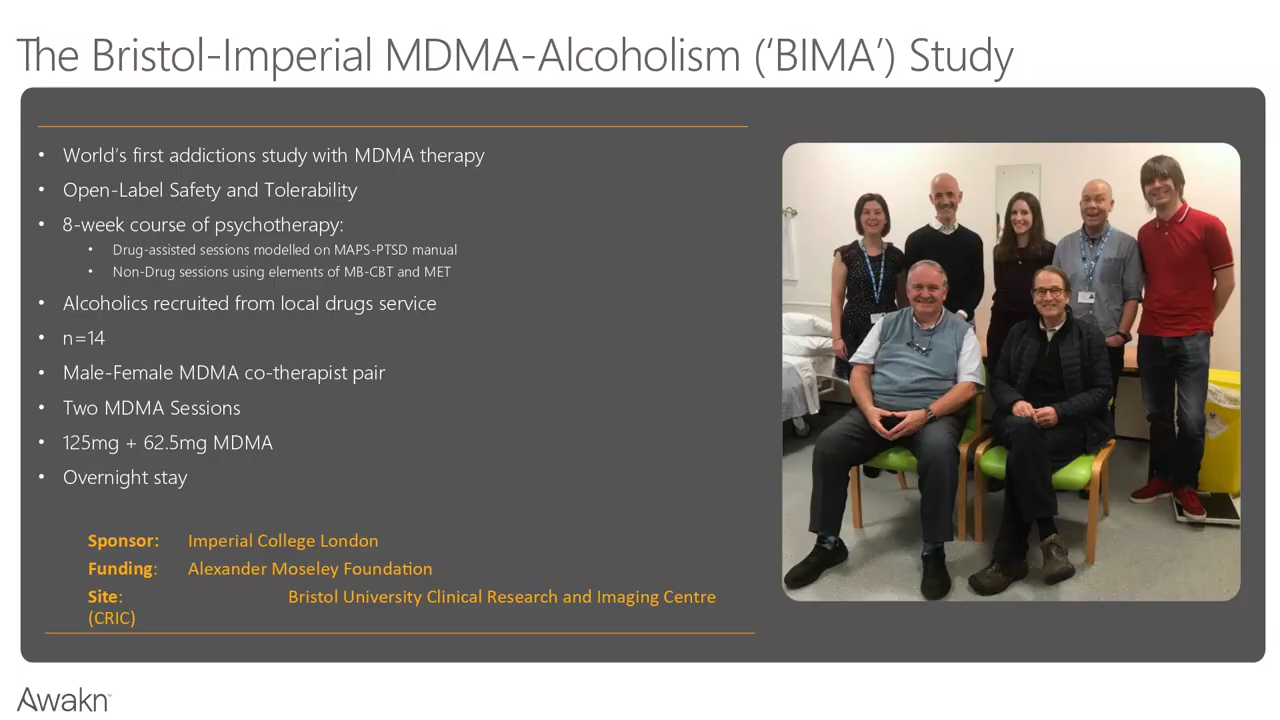 The Bristol-Imperial MDMA-Alcoholism (‘BIMA’) Study
• World’s first addictions study with MDMA therapy
• Open-Label Safety and Tolerability
• 8-week course of psychotherapy:
• Drug-assisted sessions modelled on MAPS-PTSD manual
• Non-Drug sessions using elements of MB-CBT and MET
• Alcoholics recruited from local drugs service
• n=14
• Male-Female MDMA co-therapist pair
• Two MDMA Sessions
• 125mg + 62.5mg MDMA
• Overnight stay
Sponsor: Imperial College London
Funding: Alexander Moseley Foundation
Site: Bristol University Clinical Research and Imaging Centre
(CRIC)
Awakn™